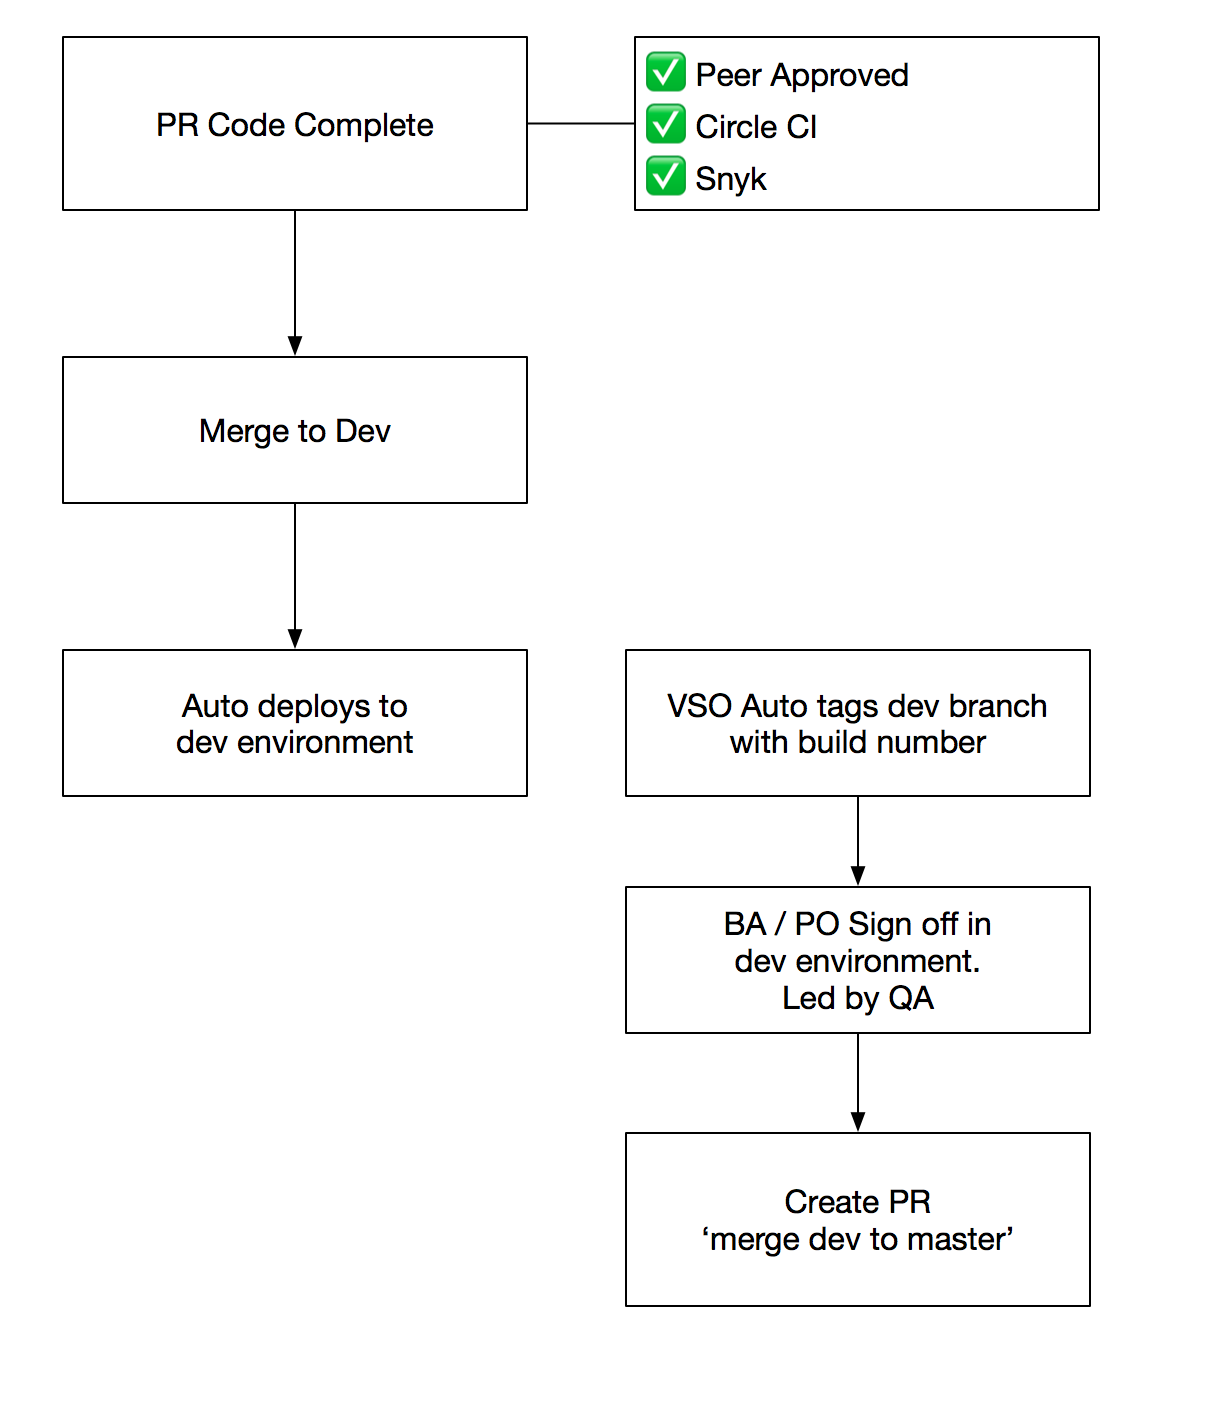 PR Code Complete
✅ Peer Approved
✅ Circle CI
✅ Snyk
Merge to Dev
Auto deploys to
dev environment
VSO Auto tags dev branch
with build number
BA / PO Sign off in
dev environment.
Led by QA
Create PR
‘merge dev to master’